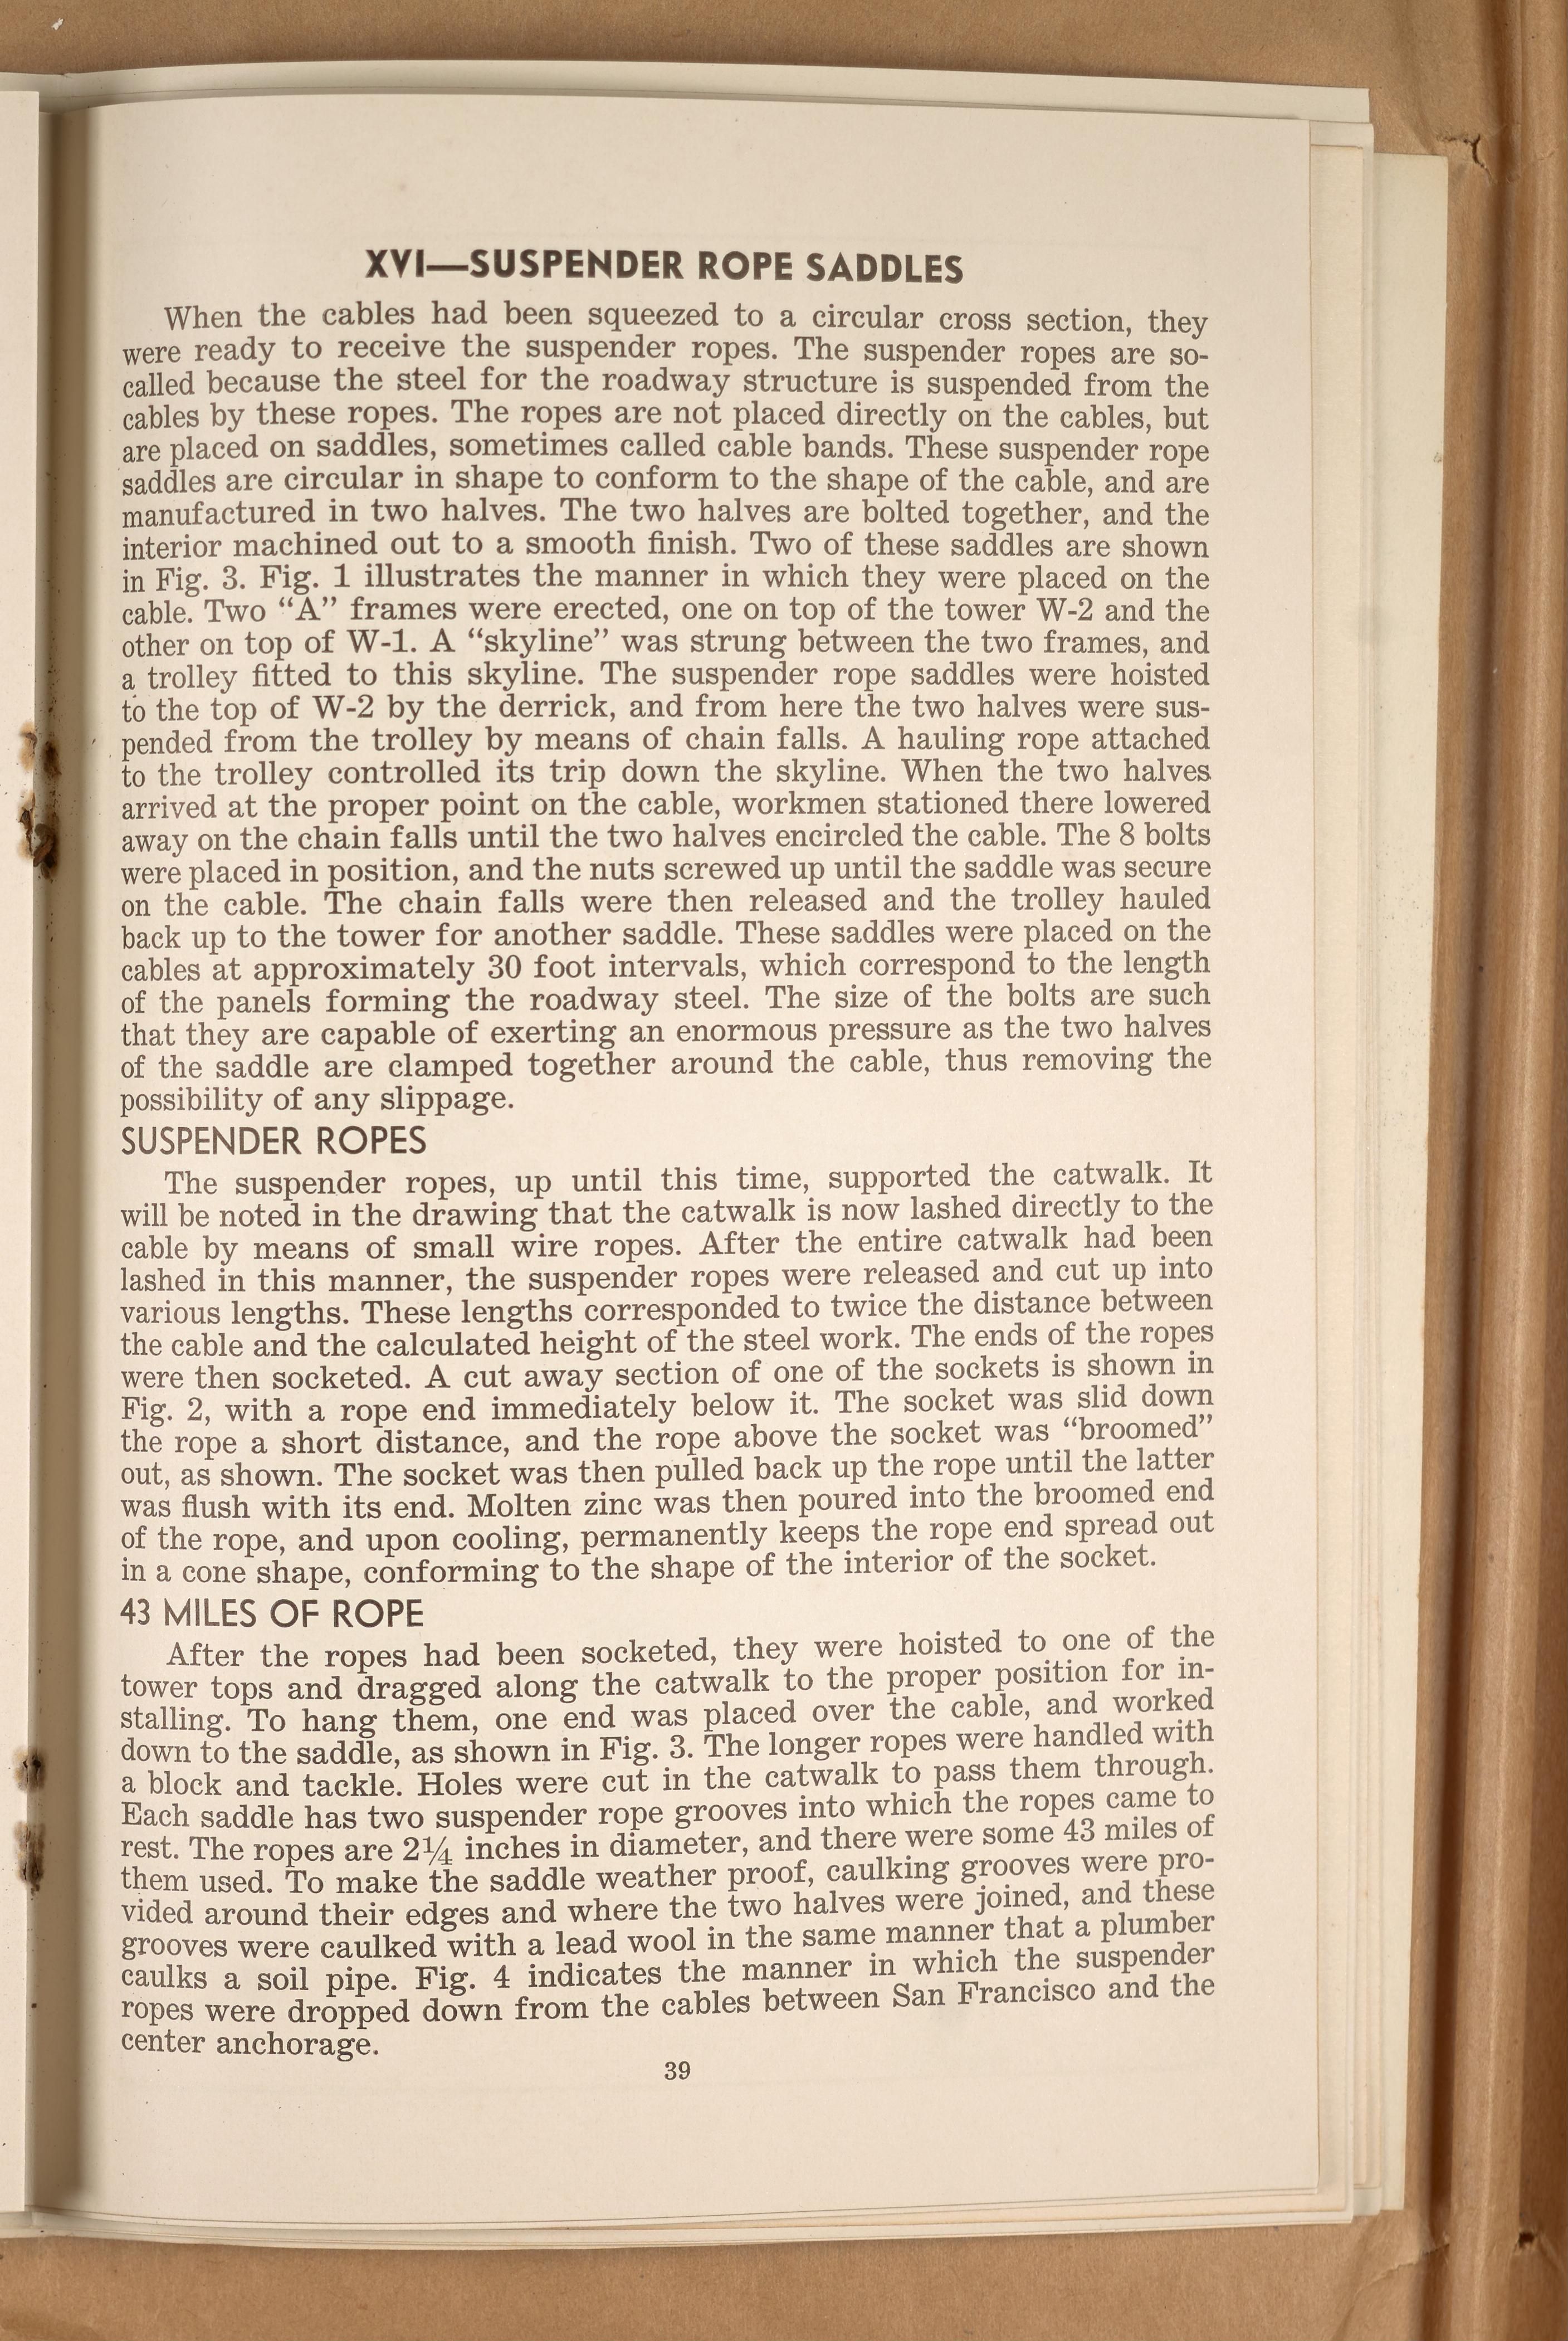 XVI—SUSPENDER ROPE SADDLES
When the cables had been squeezed to a circular cross section, they
were ready to receive the suspender ropes. The suspender ropes are so-
called because the steel for the roadway structure is suspended from the
cables by these ropes. The ropes are not placed directly on the cables, but
are placed on saddles, sometimes called cable bands. These suspender rope
saddles are circular in shape to conform to the shape of the cable, and are
manufactured in two halves. The two halves are bolted together, and the
interior machined out to a smooth finish. Two of these saddles are shown
in Fig. 3. Fig. 1 illustrates the manner in which they were placed on the
cable. Two “A” frames were erected, one on top of the tower W-2 and the
other on top of W-1. A “skyline” was strung between the two frames, and
a trolley fitted to this skyline. The suspender rope saddles were hoisted
to the top of W-2 by the derrick, and from here the two halves were sus-
pended from the trolley by means of chain falls. A hauling rope attached
to the trolley controlled its trip down the skyline. When the two halves
arrived at the proper point on the cable, workmen stationed there lowered
away on the chain falls until the two halves encircled the cable. The 8 bolts
were placed in position, and the nuts screwed up until the saddle was secure
on the cable. The chain falls were then released and the trolley hauled
back up to the tower for another saddle. These saddles were placed on the
cables at approximately 30 foot intervals, which correspond to the length
of the panels forming the roadway steel. The size of the bolts are such
that they are capable of exerting an enormous pressure as the two halves
of the saddle are clamped together around the cable, thus removing the
possibility of any slippage.
SUSPENDER ROPES
The suspender ropes, up until this time, supported the catwalk. It
will be noted in the drawing that the catwalk is now lashed directly to the
cable by means of small wire ropes. After the entire catwalk had been
lashed in this manner, the suspender ropes were released and cut up into
various lengths. These lengths corresponded to twice the distance between
the cable and the calculated height of the steel work. The ends of the ropes
were then socketed. A cut away section of one of the sockets is shown in
Fig. 2, with a rope end immediately below it. The socket was slid down
the rope a short distance, and the rope above the socket was “broomed”
out, as shown. The socket was then pulled back up the rope until the latter
was flush with its end. Molten zinc was then poured into the broomed end
of the rope, and upon cooling, permanently keeps the rope end spread out
in a cone shape, conforming to the shape of the interior of the socket.
43 MILES OF ROPE
After the ropes had been socketed, they were hoisted to one of the
tower tops and dragged along the catwalk to the proper position for in-
stalling. To hang them, one end was placed over the cable, and worked
down to the saddle, as shown in Fig. 3. The longer ropes were handled with
a block and tackle. Holes were cut in the catwalk to pass them through.
Each saddle has two suspender rope grooves into which the ropes came to
rest. The ropes are 2¼ inches in diameter, and there were some 43 miles of
them used. To make the saddle weather proof, caulking grooves were pro-
vided around their edges and where the two halves were joined, and these
grooves were caulked with a lead wool in the same manner that a plumber
caulks a soil pipe. Fig. 4 indicates the manner in which the suspender
ropes were dropped down from the cables between San Francisco and the
center anchorage.
39